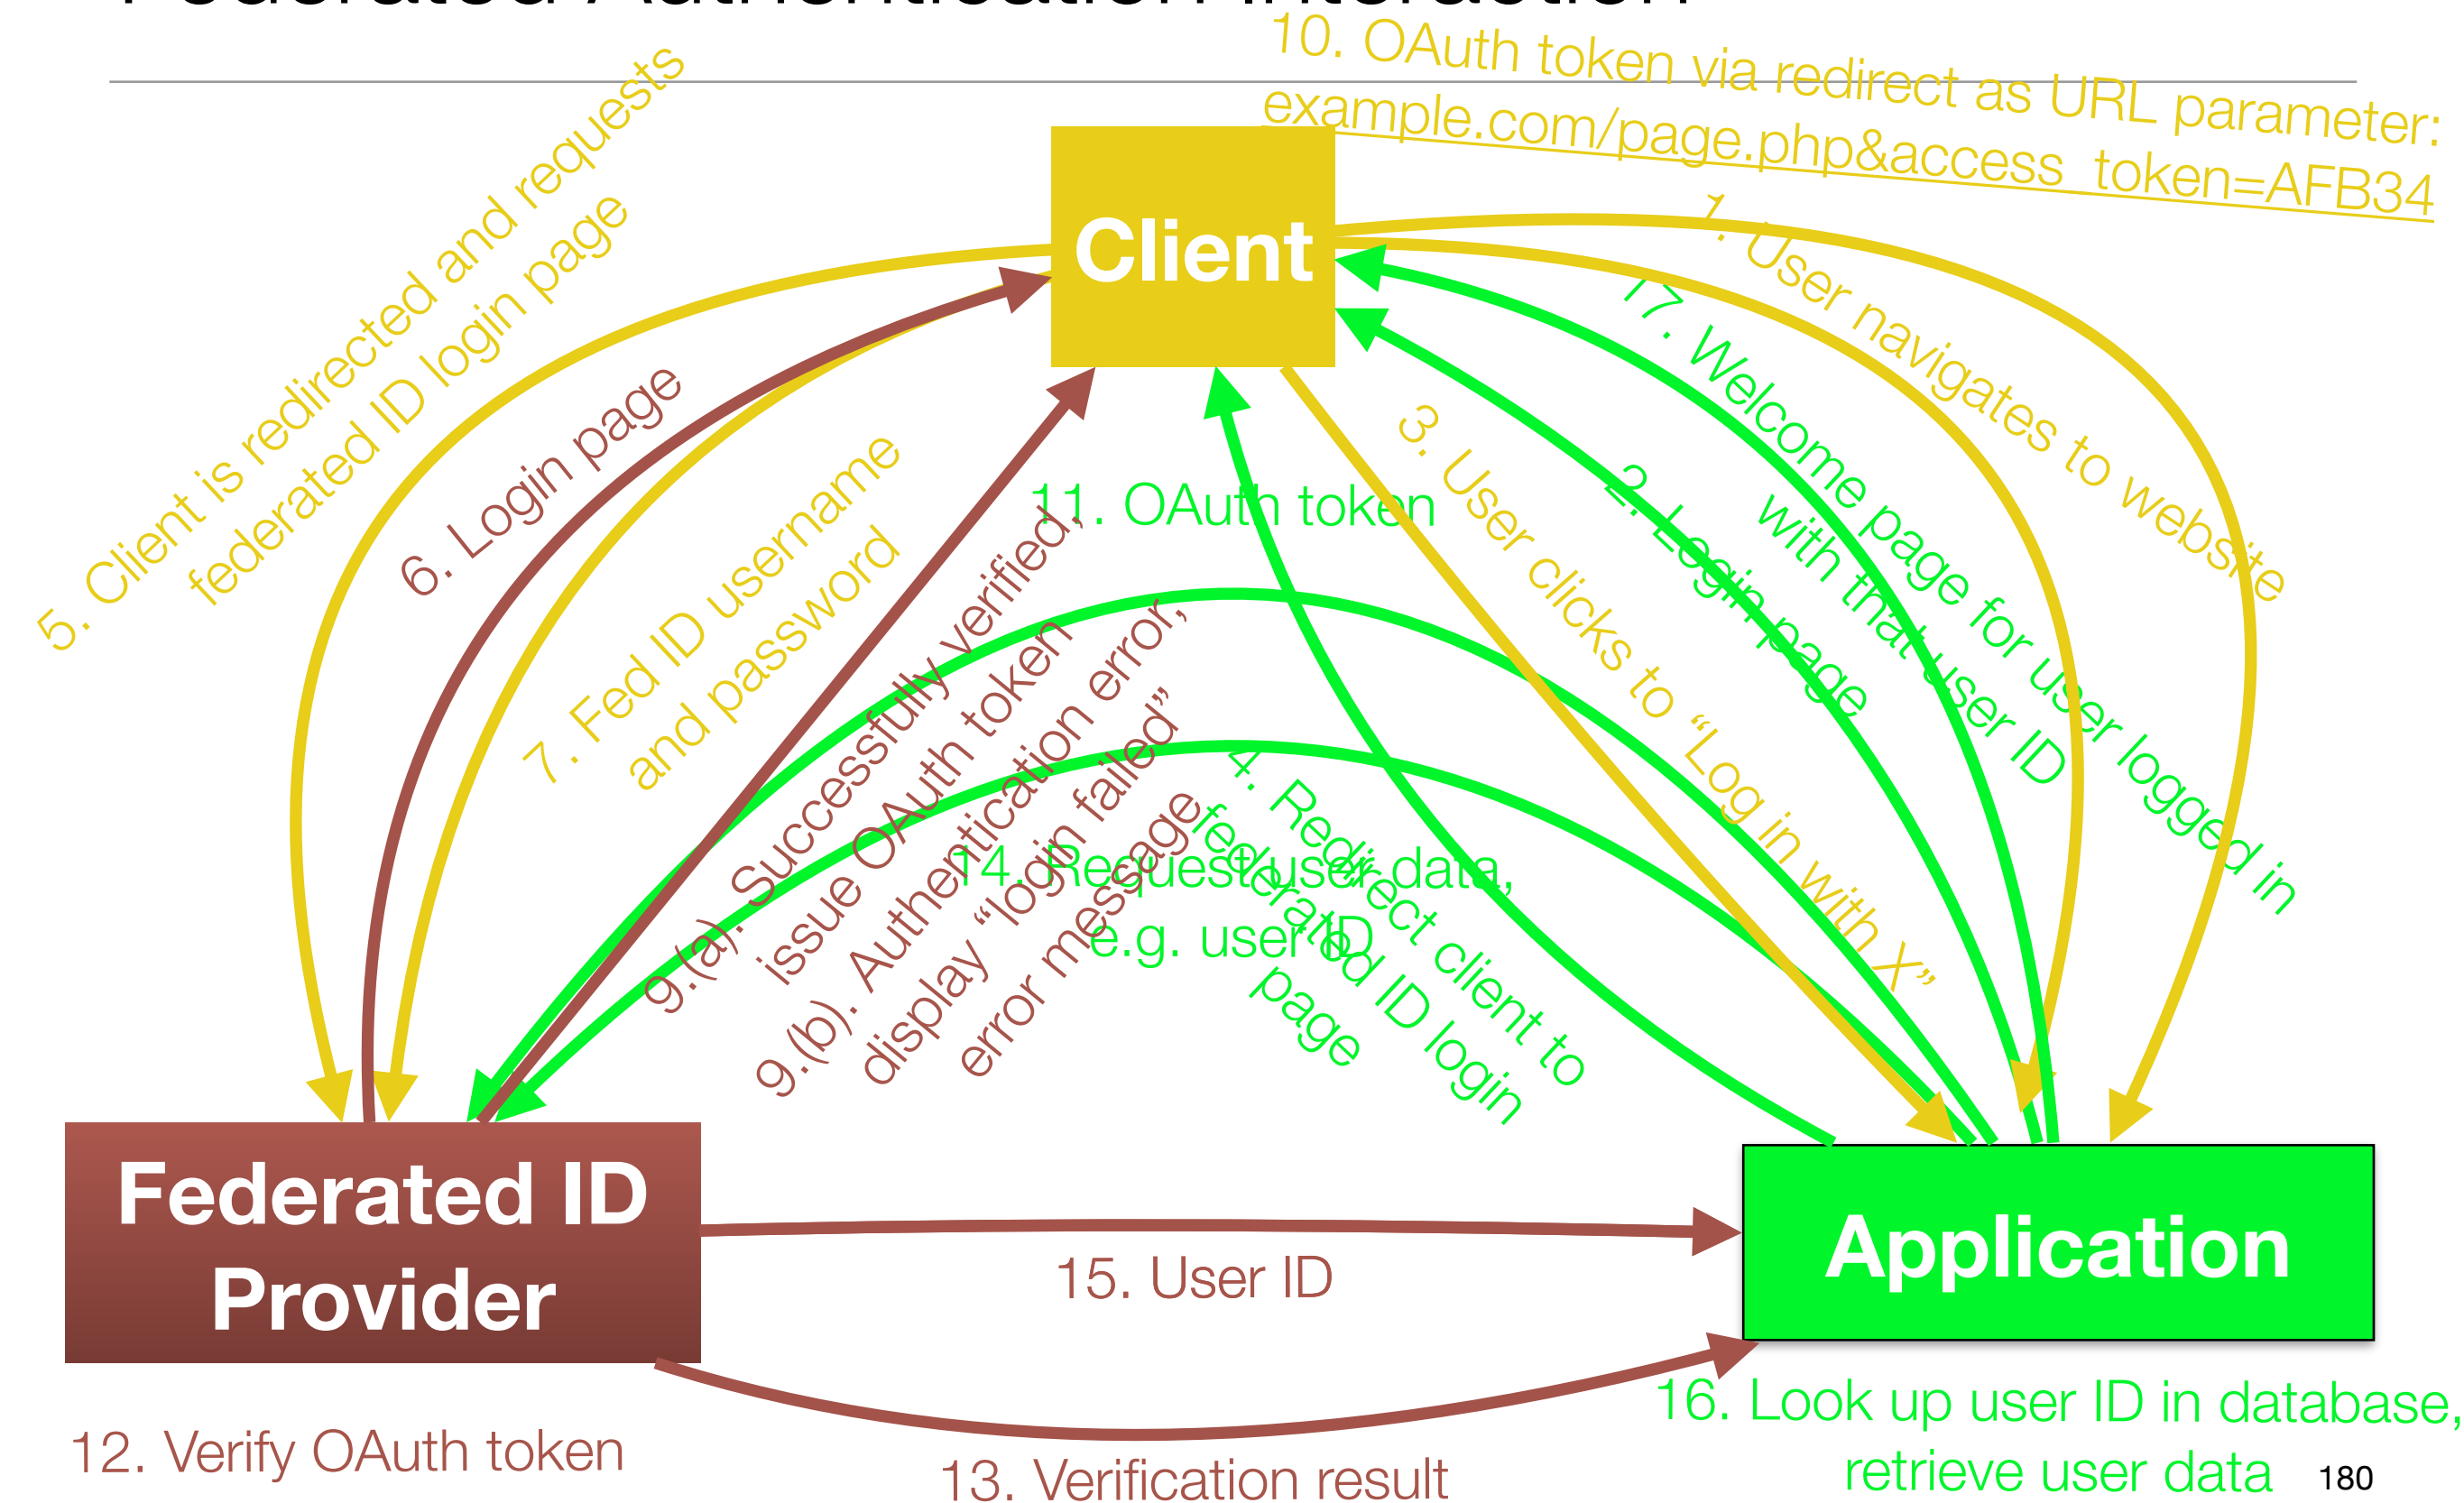 10. OAuth token via redirect as URL parameter:
example.com/page.php&access_token=AFB34
Client
1. User navigates to website
17. Welcome page for user logged in
with that user ID
2. Login page
3. User clicks to “Log in with X”
4. Redirect client to
federated ID login
page
5. Client is redirected and requests
federated ID login page
6. Login page
7. Fed ID username
and password
9.(a). Successfully verified,
issue OAuth token
9.(b). Authentication error,
display “login failed”
error message
11. OAuth token
14. Request user data,
e.g. user ID
Federated ID
Provider
Application
15. User ID
12. Verify OAuth token
13. Verification result
16. Look up user ID in database,
retrieve user data
180